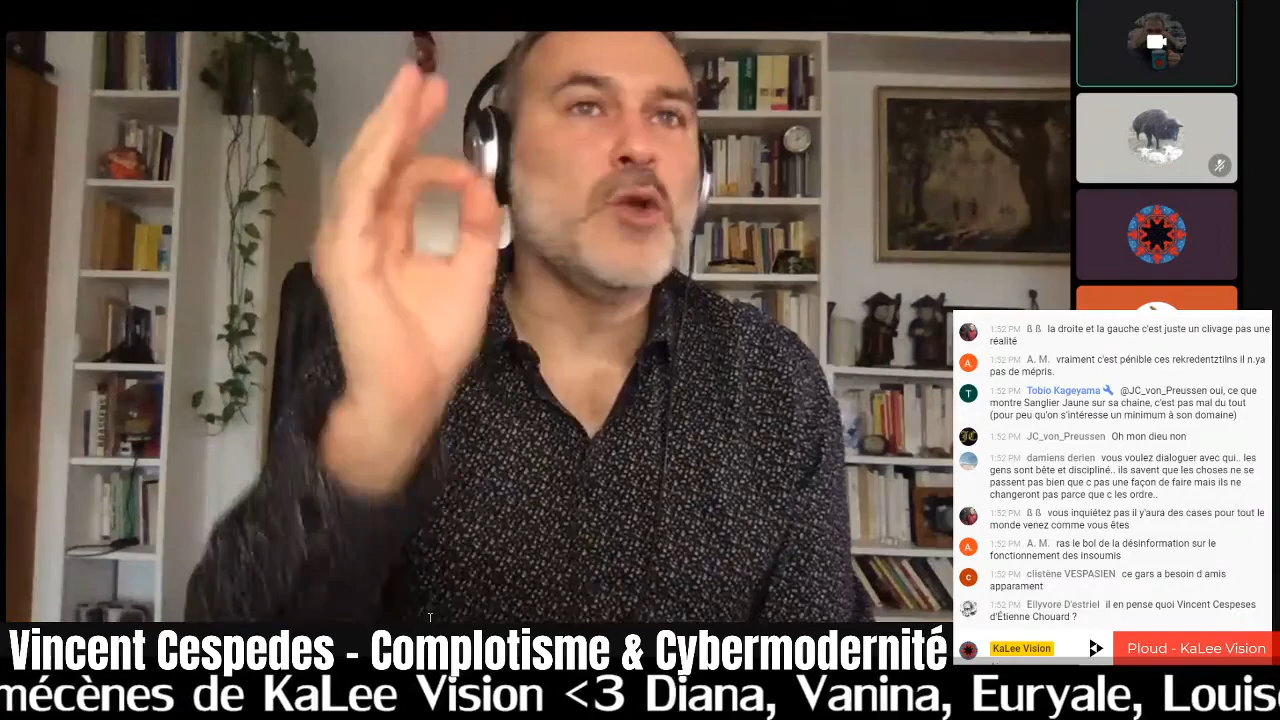 1:52 PM ß ß la droite et la gauche c'est juste un clivage pas une
réalité
1:52 PM A. M. vraiment c'est pénible ces rekredentztilns il n.ya
pas de mépris.
1:52 PM Tobio Kageyama @JC_von_Preussen oui, ce que
montre Sanglier Jaune sur sa chaine, c'est pas mal du tout
(pour peu qu'on s'intéresse un minimum à son domaine)
1:52 PM JC_von_Preussen Oh mon dieu non
1:52 PM damiens derien vous voulez dialoguer avec qui.. les
gens sont bête et discipliné.. ils savent que les choses ne se
passent pas bien que c pas une façon de faire mais ils ne
changeront pas parce que c les ordre..
1:52 PM ß ß vous inquiétez pas il y'aura des cases pour tout le
monde venez comme vous êtes
1:52 PM A. M. ras le bol de la désinformation sur le
fonctionnement des insoumis
1:52 PM clistène VESPASIEN ce gars a besoin d amis
apparament
1:52 PM Ellyvore D'estriel il en pense quoi Vincent Cespeses
d'Étienne Chouard ?
KaLee Vision
Ploud - KaLee Vision
Vincent Cespedes - Complotisme & Cybermodernité
mécènes de KaLee Vision <3 Diana, Vanina, Euryale, Louis